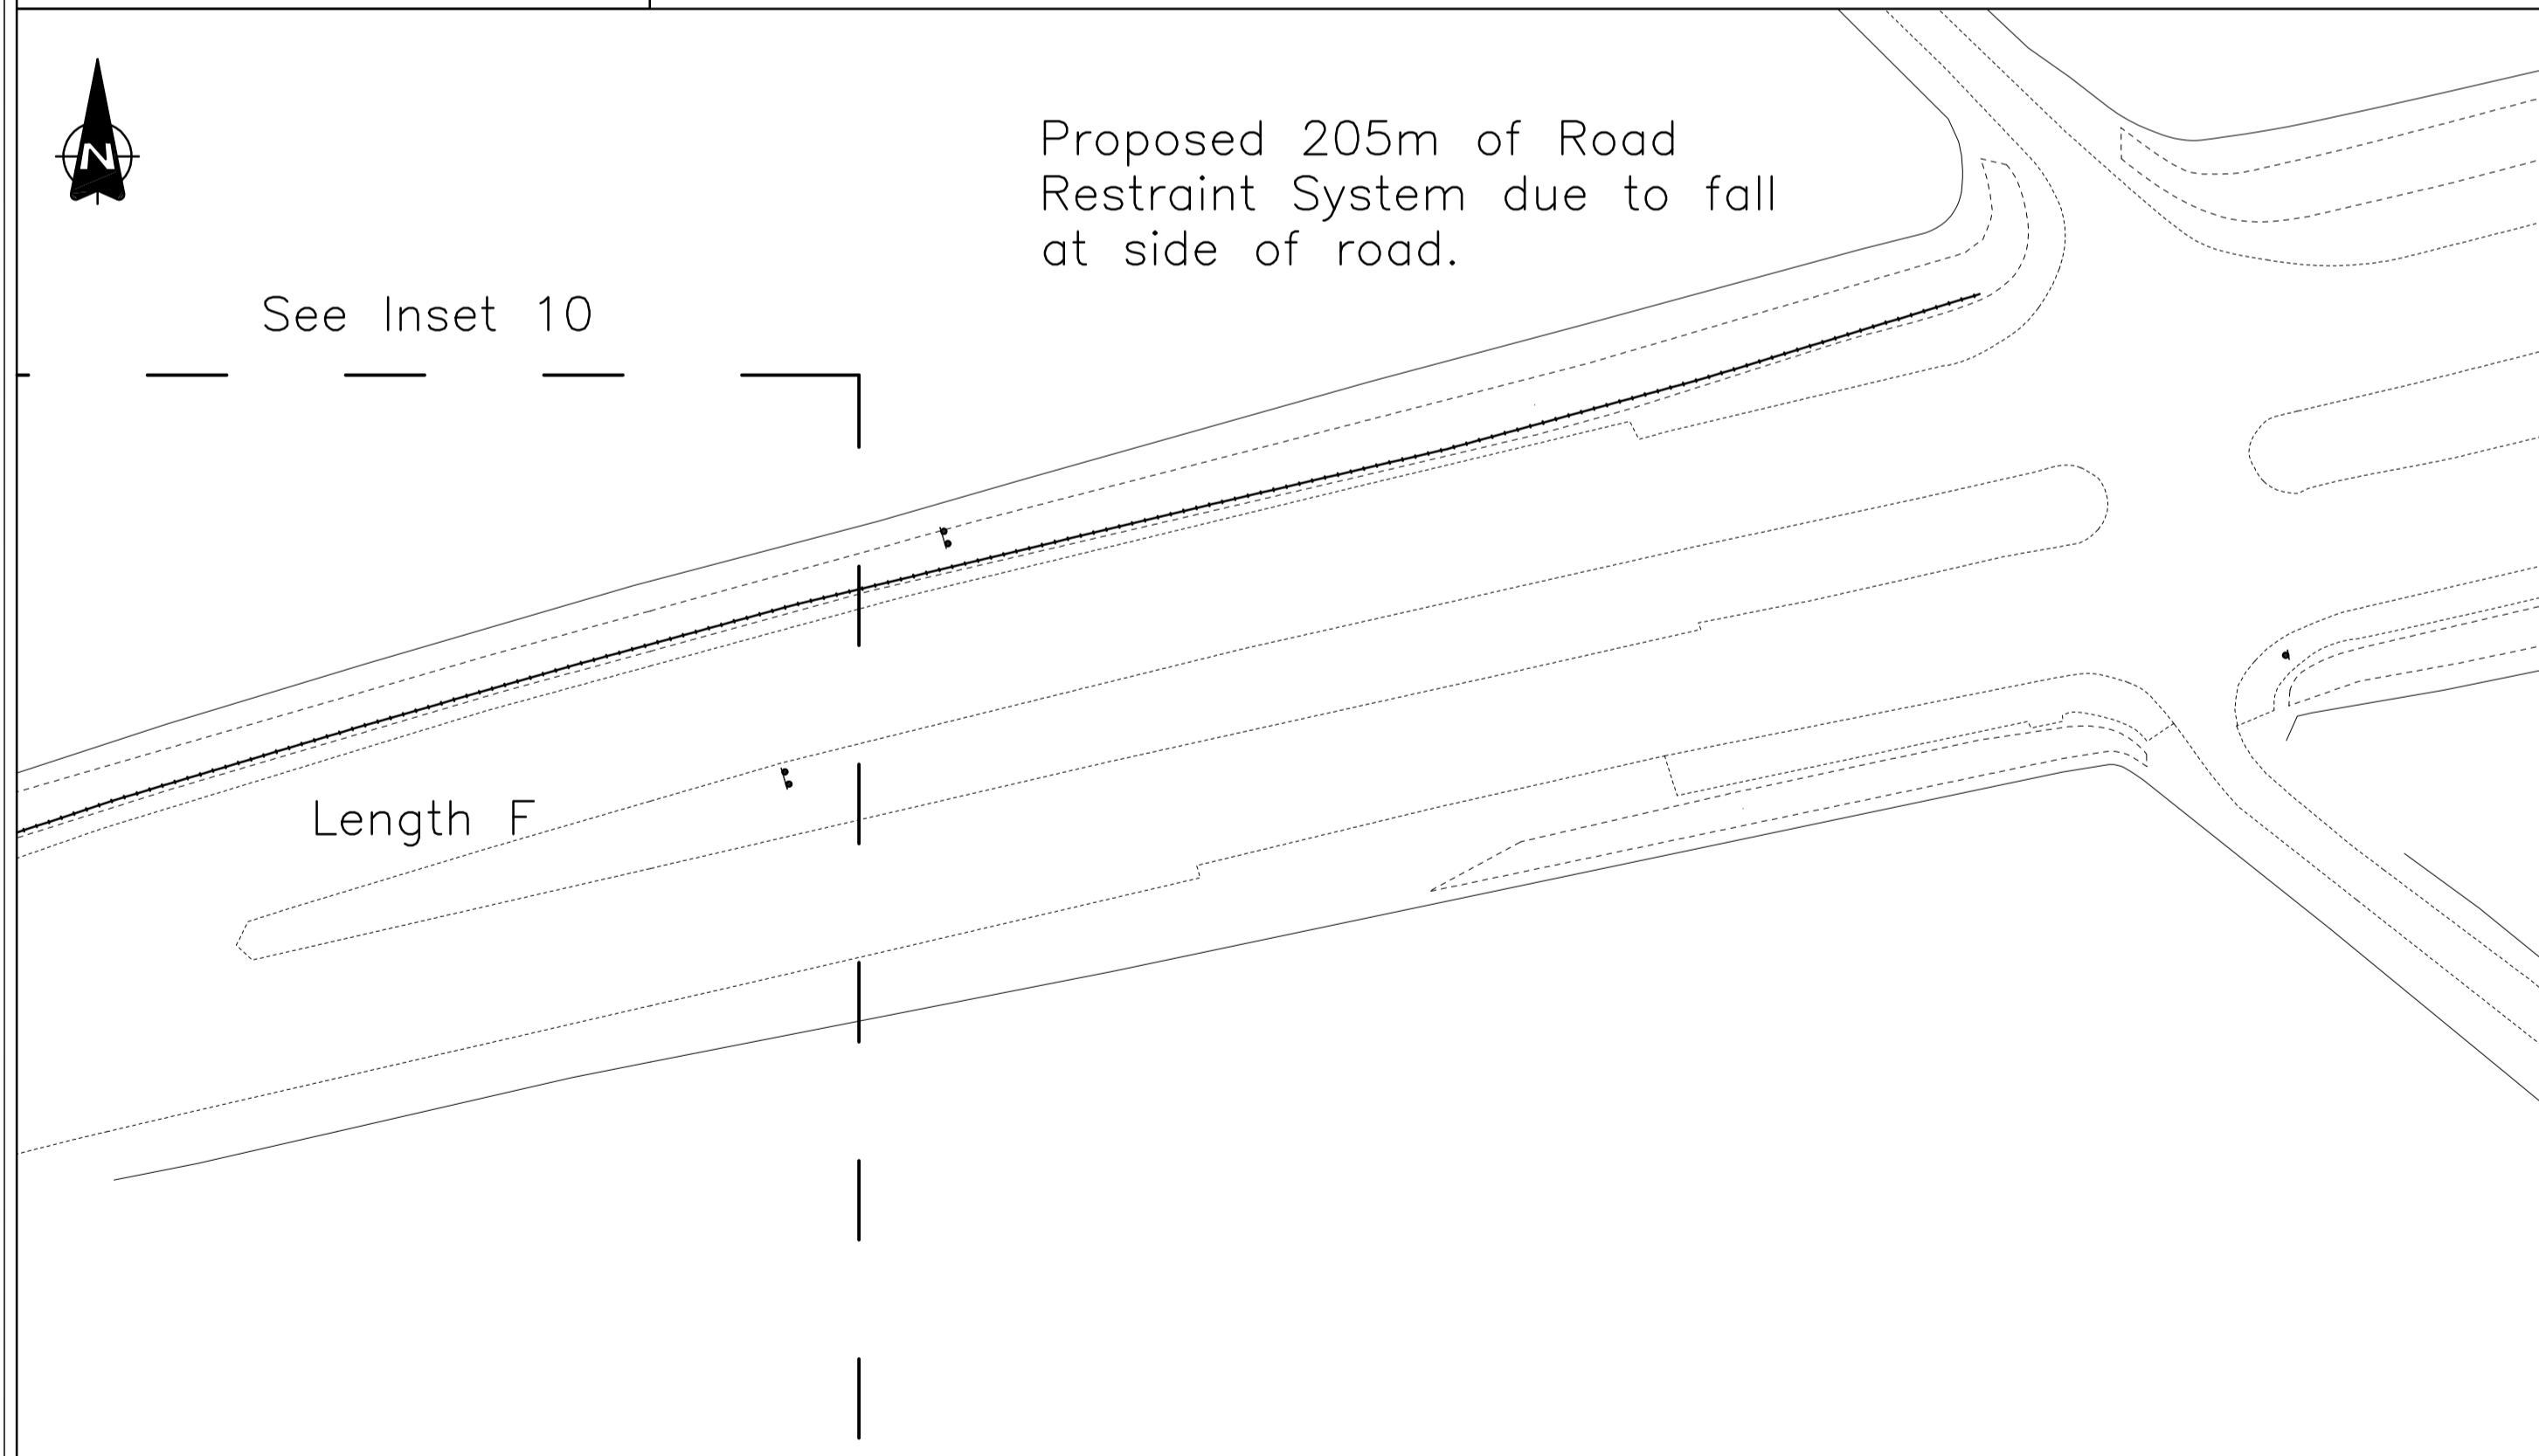 N
Proposed 205m of Road
Restraint System due to fall
at side of road.
See Inset 10
Length F